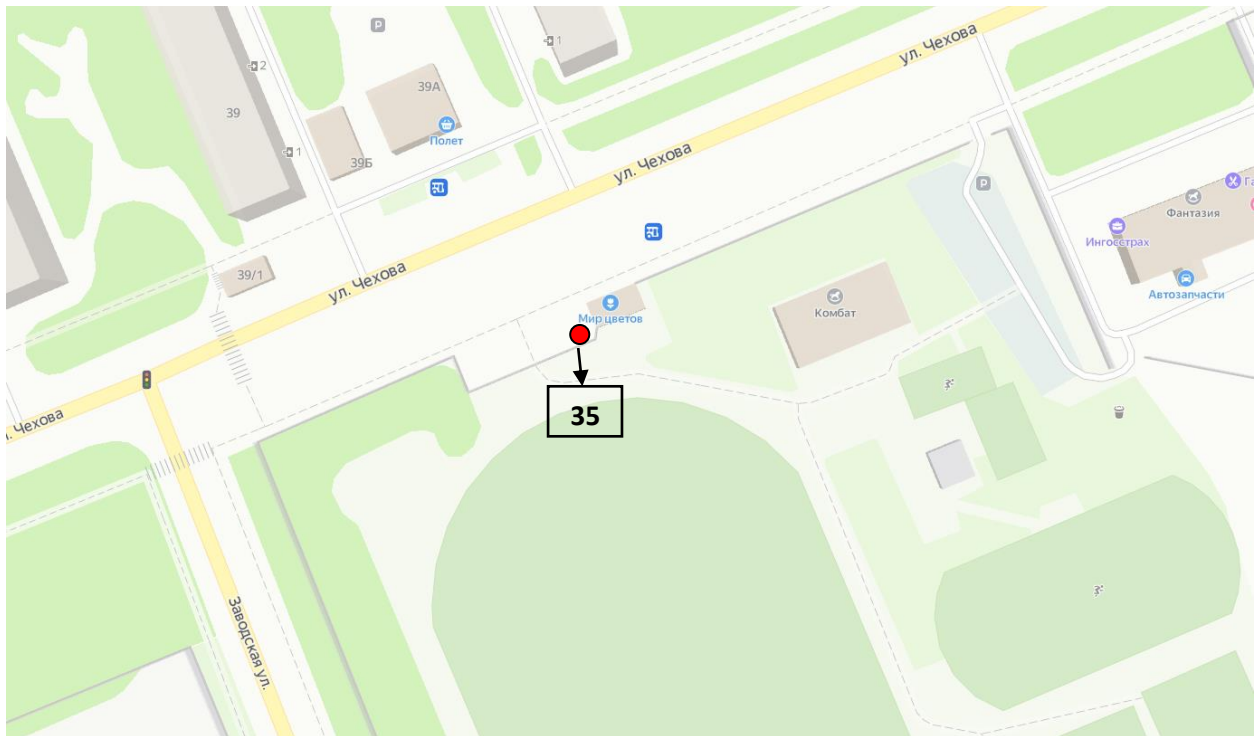 P
1
ул. Чехова
2
39А
39
Полет
1
39Б
ул. Чехова
P
Фантазия
Ингосстрах
39/1
ул. Чехова
Автозапчасти
Мир цветов
Комбат
35
Чехова
Заводская ул.